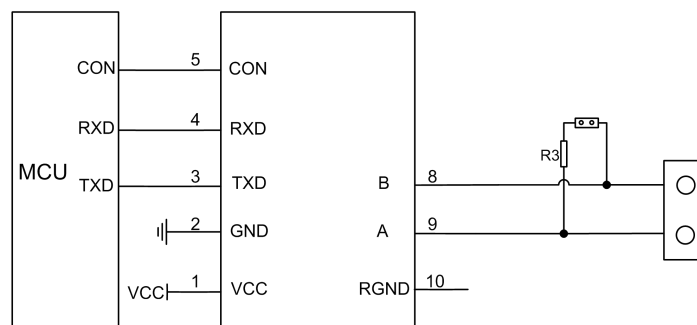 CON 5 CON
RXD 4 RXD
R3
MCU
TXD 3 TXD
B 8
2 GND
A 9
VCC 1 VCC
RGND 10